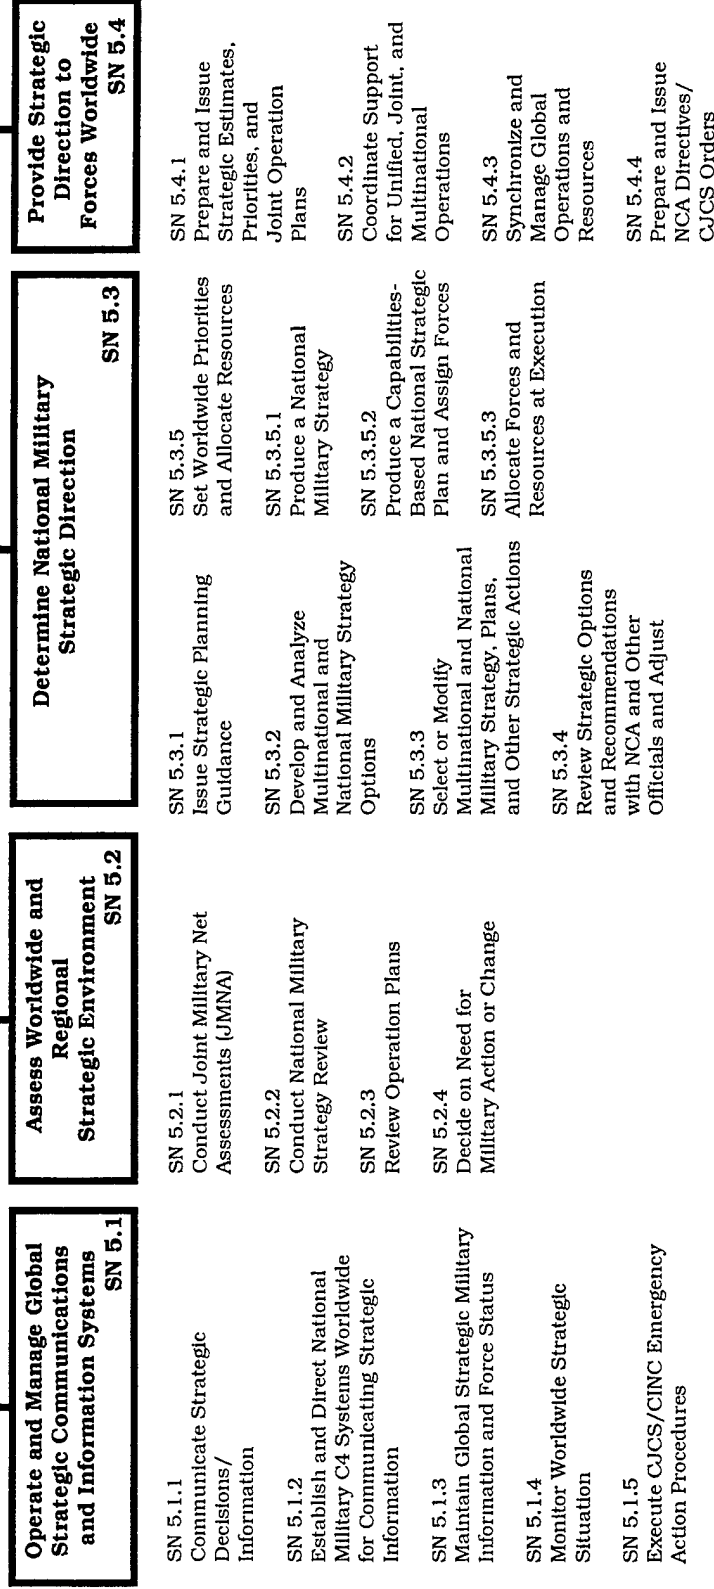 Operate and Manage Global
Strategic Communications
and Information Systems
SN 5.1
SN 5.1.1
Communicate Strategic
Decisions/
Information
SN 5.1.2
Establish and Direct National
Military C4 Systems Worldwide
for Communicating Strategic
Information
SN 5.1.3
Maintain Global Strategic Military
Information and Force Status
SN 5.1.4
Monitor Worldwide Strategic
Situation
SN 5.1.5
Execute CJCS/CINC Emergency
Action Procedures
Assess Worldwide and
Regional
Strategic Environment
SN 5.2
SN 5.2.1
Conduct Joint Military Net
Assessments (JMNA)
SN 5.2.2
Conduct National Military
Strategy Review
SN 5.2.3
Review Operation Plans
SN 5.2.4
Decide on Need for
Military Action or Change
Determine National Military
Strategic Direction
SN 5.3
SN 5.3.1
Issue Strategic Planning
Guidance
SN 5.3.2
Develop and Analyze
Multinational and
National Military Strategy
Options
SN 5.3.3
Select or Modify
Multinational and National
Military Strategy, Plans,
and Other Strategic Actions
SN 5.3.4
Review Strategic Options
and Recommendations
with NCA and Other
Officials and Adjust
SN 5.3.5
Set Worldwide Priorities
and Allocate Resources
SN 5.3.5.1
Produce a National
Military Strategy
SN 5.3.5.2
Produce a Capabilities-
Based National Strategic
Plan and Assign Forces
SN 5.3.5.3
Allocate Forces and
Resources at Execution
Provide Strategic
Direction to
Forces Worldwide
SN 5.4
SN 5.4.1
Prepare and Issue
Strategic Estimates,
Priorities, and
Joint Operation
Plans
SN 5.4.2
Coordinate Support
for Unified, Joint, and
Multinational
Operations
SN 5.4.3
Synchronize and
Manage Global
Operations and
Resources
SN 5.4.4
Prepare and Issue
NCA Directives/
CJCS Orders